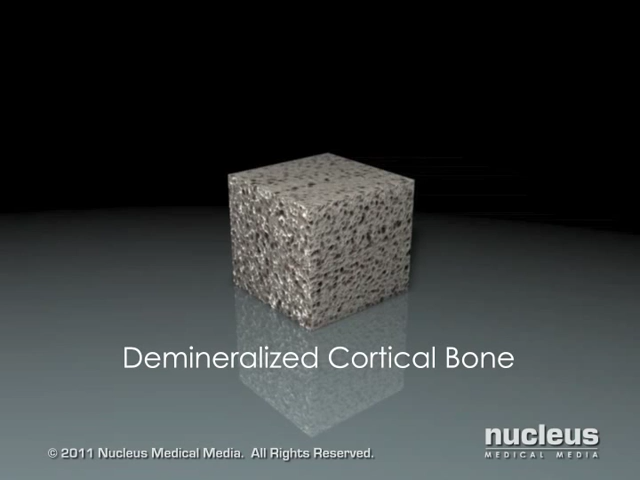 Demineralized Cortical Bone
nucleus
MEDICAL MEDIA
© 2011 Nucleus Medical Media. All Rights Reserved.